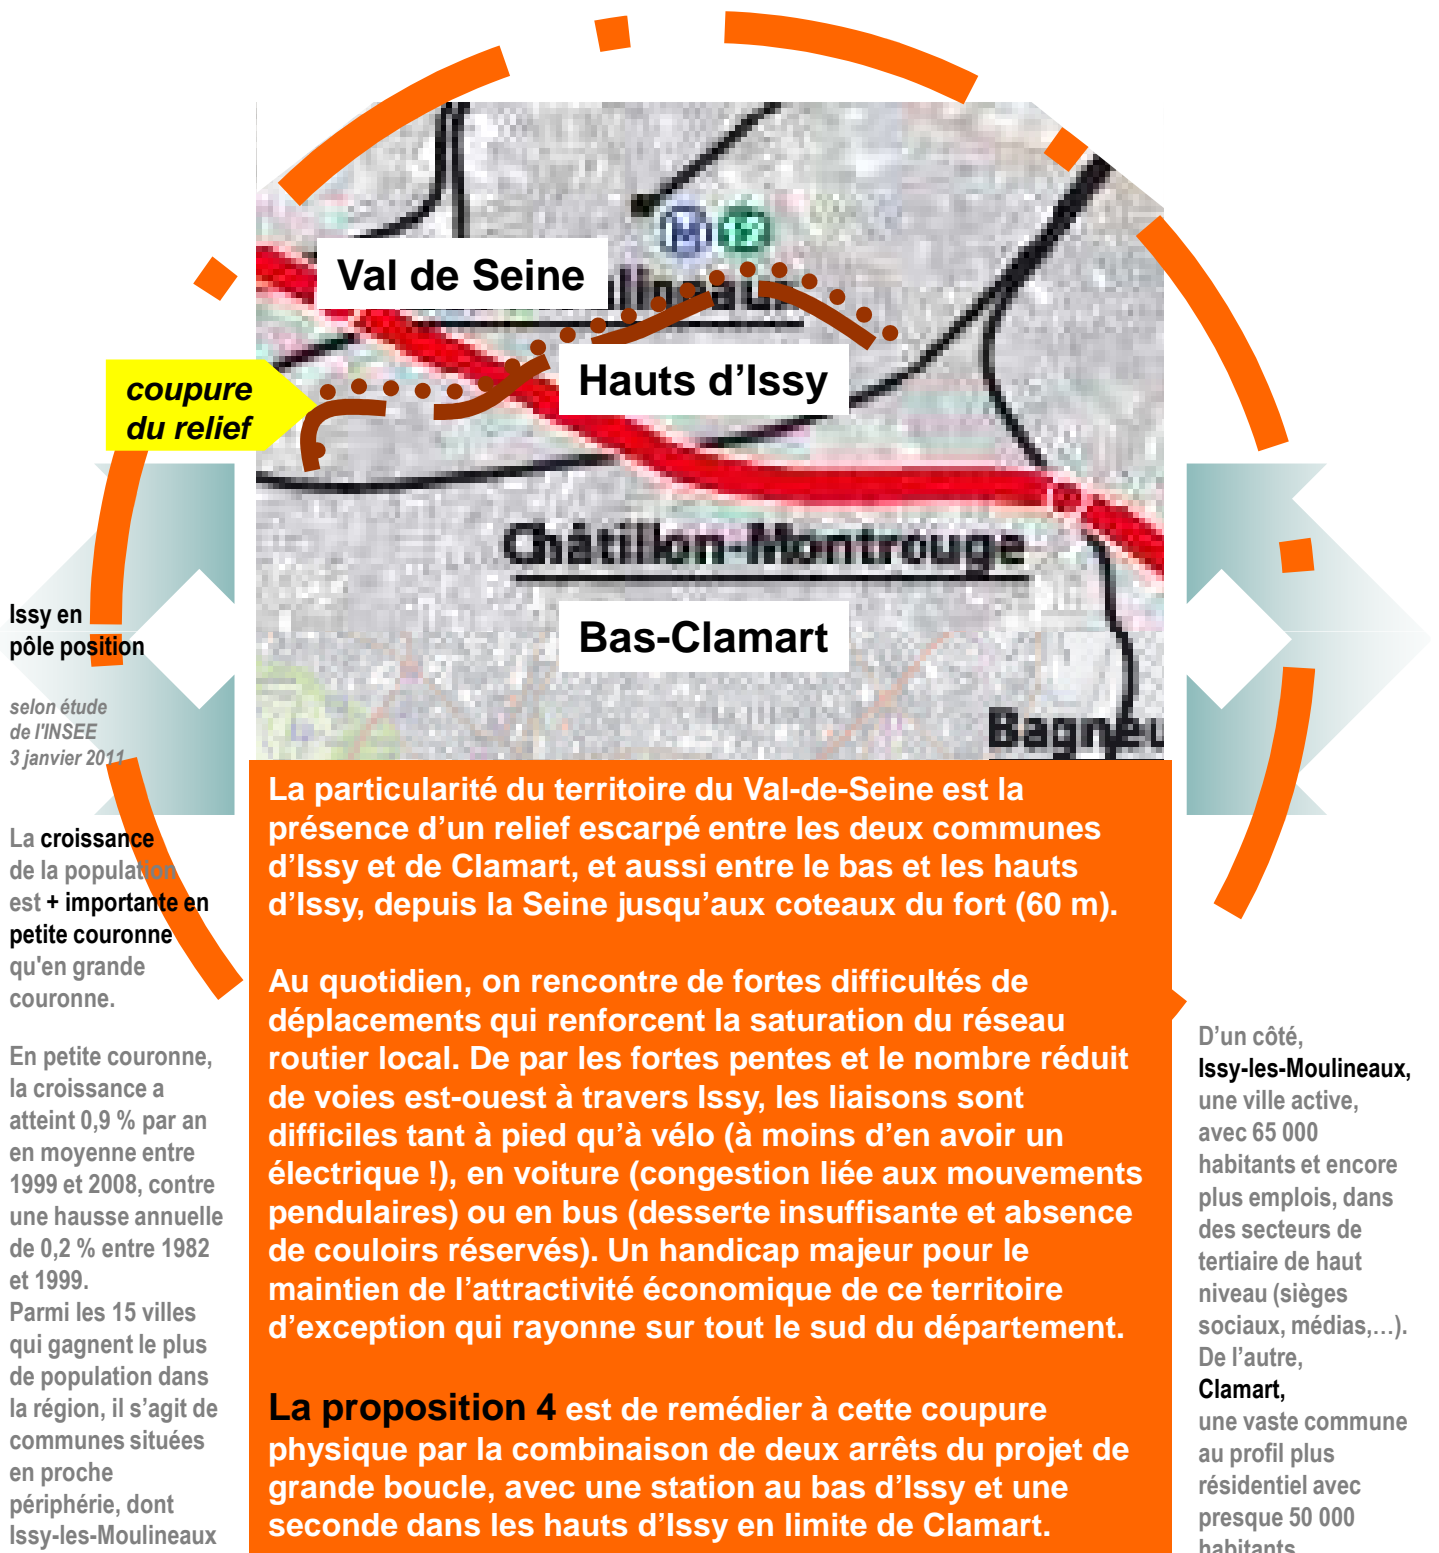 Val de Seine
Hauts d'Issy
coupure
du relief
Châtillon-Montrouge
Bas-Clamart
Issy en
pôle position
selon étude
de l'INSEE
3 janvier 2011
La croissance
de la population
est + importante en
petite couronne
qu'en grande
couronne.
En petite couronne,
la croissance a
atteint 0,9 % par an
en moyenne entre
1999 et 2008, contre
une hausse annuelle
de 0,2 % entre 1982
et 1999.
Parmi les 15 villes
qui gagnent le plus
de population dans
la région, il s'agit de
communes situées
en proche
périphérie, dont
Issy-les-Moulineaux
La particularité du territoire du Val-de-Seine est la
présence d'un relief escarpé entre les deux communes
d'Issy et de Clamart, et aussi entre le bas et les hauts
d'Issy, depuis la Seine jusqu'aux coteaux du fort (60 m).
Au quotidien, on rencontre de fortes difficultés de
déplacements qui renforcent la saturation du réseau
routier local. De par les fortes pentes et le nombre réduit
de voies est-ouest à travers Issy, les liaisons sont
difficiles tant à pied qu'à vélo (à moins d'en avoir un
électrique !), en voiture (congestion liée aux mouvements
pendulaires) ou en bus (desserte insuffisante et absence
de couloirs réservés). Un handicap majeur pour le
maintien de l'attractivité économique de ce territoire
d'exception qui rayonne sur tout le sud du département.
La proposition 4 est de remédier à cette coupure
physique par la combinaison de deux arrêts du projet de
grande boucle, avec une station au bas d'Issy et une
seconde dans les hauts d'Issy en limite de Clamart.
D'un côté,
Issy-les-Moulineaux,
une ville active,
avec 65 000
habitants et encore
plus emplois, dans
des secteurs de
tertiaire de haut
niveau (sièges
sociaux, médias,…).
De l'autre,
Clamart,
une vaste commune
au profil plus
résidentiel avec
presque 50 000
habitants